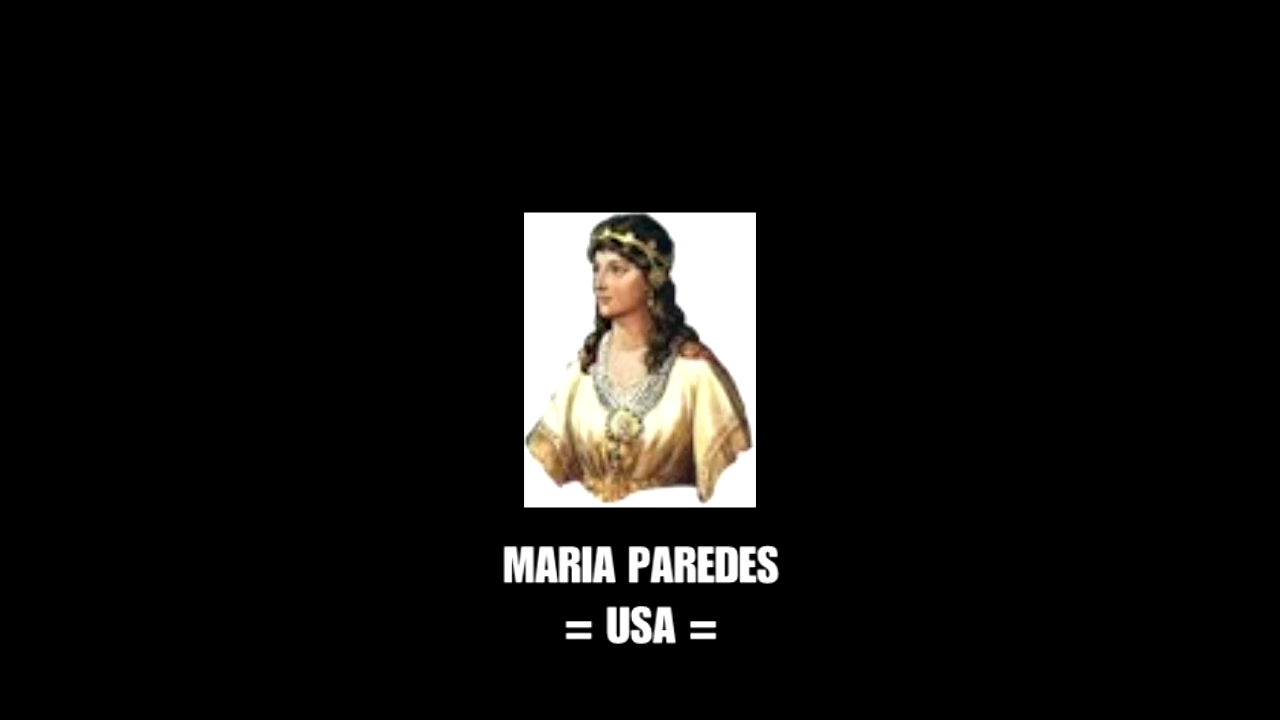 MARIA PAREDES
= USA =